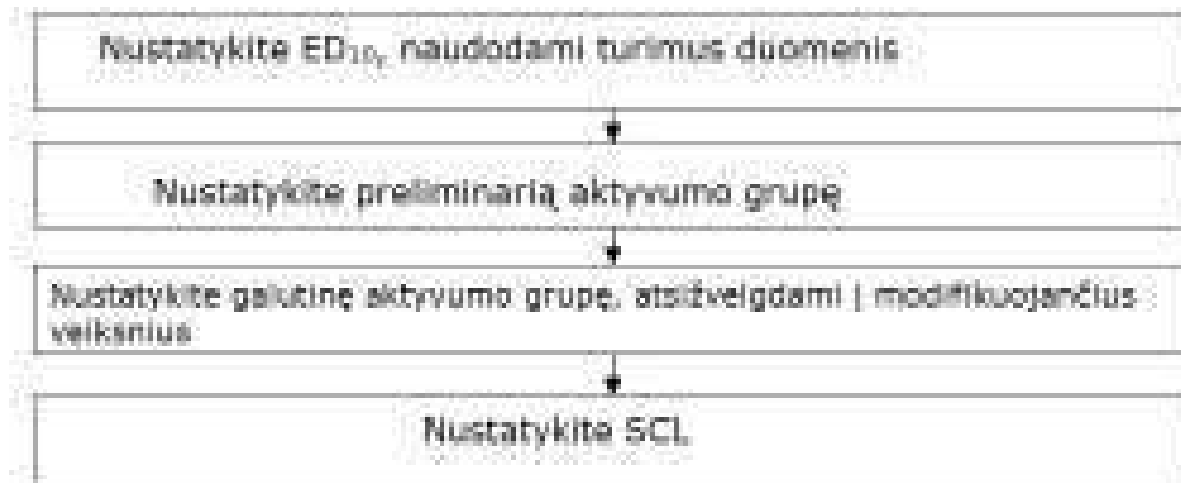 Nustatykite ED₁₀, naudodami turimus duomenis
Nustatykite preliminarią aktyvumo grupę
Nustatykite galutinę aktyvumo grupę, atsižvelgdami į modifikuojančius
veiksnius
Nustatykite SCL